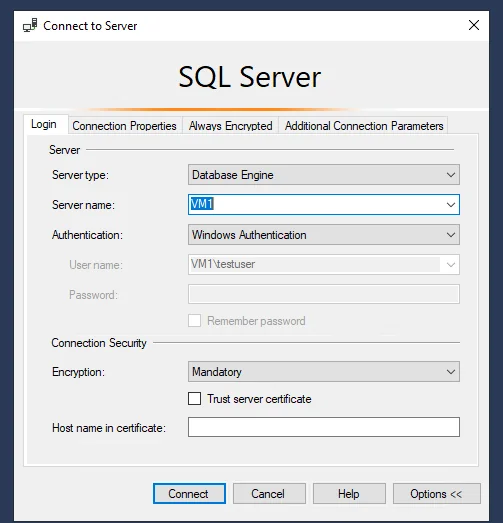 Connect to Server
SQL Server
Login Connection Properties Always Encrypted Additional Connection Parameters
Server
Server type: Database Engine
Server name: VM1
Authentication: Windows Authentication
User name: VM1\testuser
Password:
Remember password
Connection Security
Encryption: Mandatory
Trust server certificate
Host name in certificate:
Connect Cancel Help Options <<